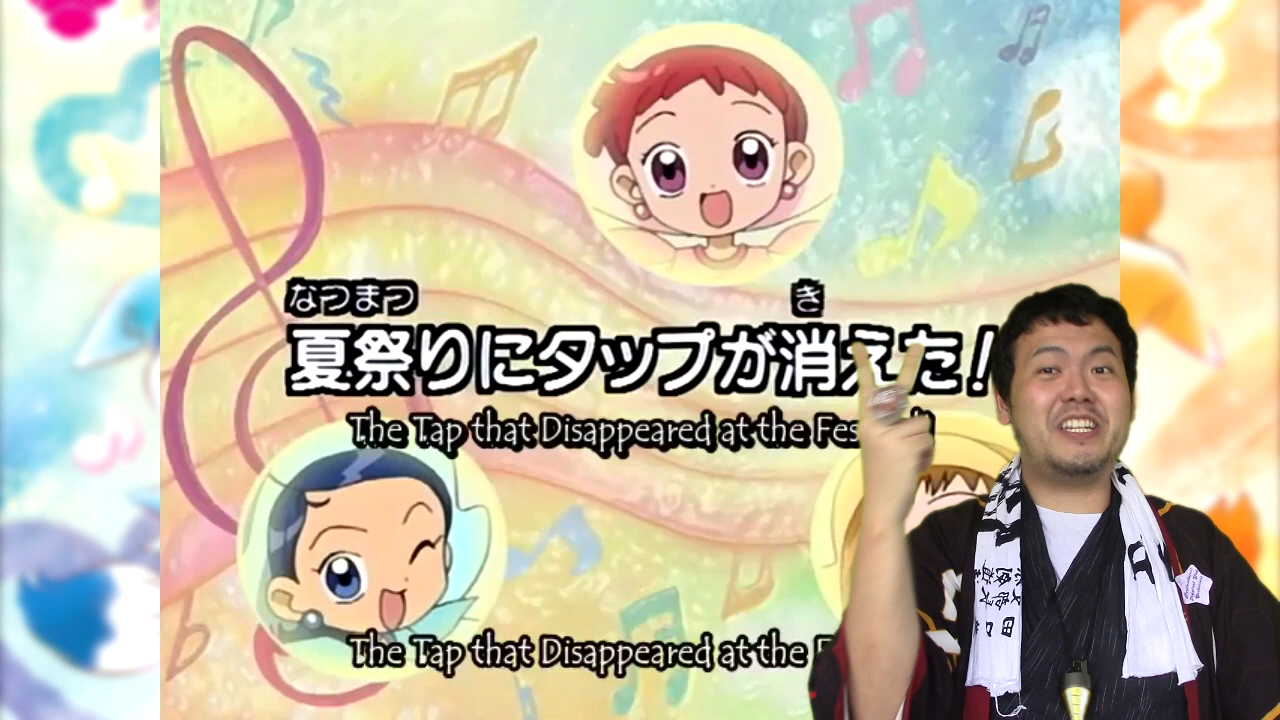 なつまつ き
夏祭りにタップが消えた!
The Tap that Disappeared at the Fes
The Tap that Disappeared at the